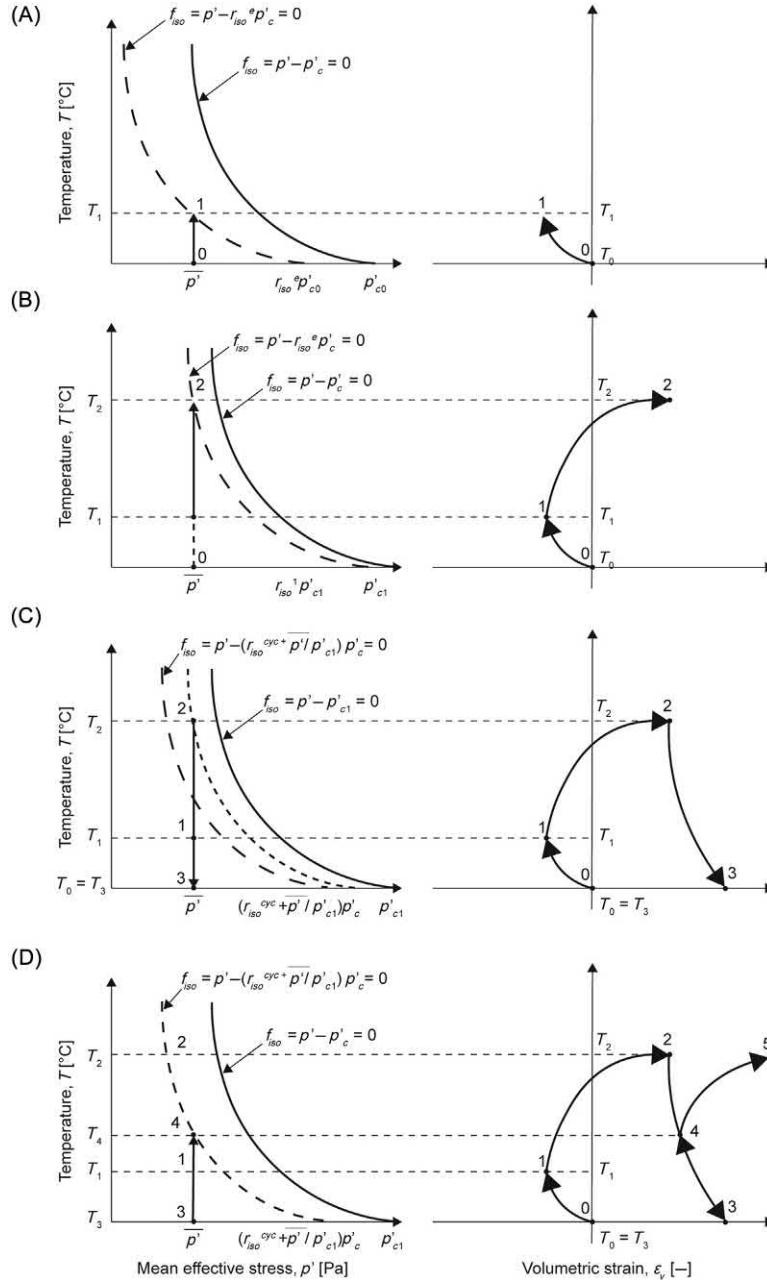 (A)
f_iso = p' – r_iso^e p'_c = 0
f_iso = p' – p'_c = 0
Temperature, T [°C]
T_1
1
0
p'
r_iso^e p'_c0
p'_c0
1
T_1
0
T_0
(B)
f_iso = p' – r_iso^e p'_c = 0
f_iso = p' – p'_c = 0
Temperature, T [°C]
T_2
2
T_1
0
p'
r_iso^1 p'_c1
p'_c1
T_2
2
1
T_1
0
T_0
(C)
f_iso = p' – (r_iso^cyc + p'/ p'_c1) p'_c = 0
f_iso = p' – p'_c1 = 0
Temperature, T [°C]
T_2
2
T_1
1
T_0 = T_3
3
p'
(r_iso^cyc + p'/ p'_c1)p'_c
p'_c1
T_2
2
1
T_1
0
3
T_0 = T_3
(D)
f_iso = p' – (r_iso^cyc + p'/ p'_c1) p'_c = 0
f_iso = p' – p'_c = 0
Temperature, T [°C]
T_2
2
T_4
4
T_1
1
T_3
3
p'
(r_iso^cyc + p'/ p'_c1)p'_c
p'_c1
T_2
2
5
4
1
T_1
0
3
T_0 = T_3
Mean effective stress, p' [Pa]
Volumetric strain, ε_v [–]